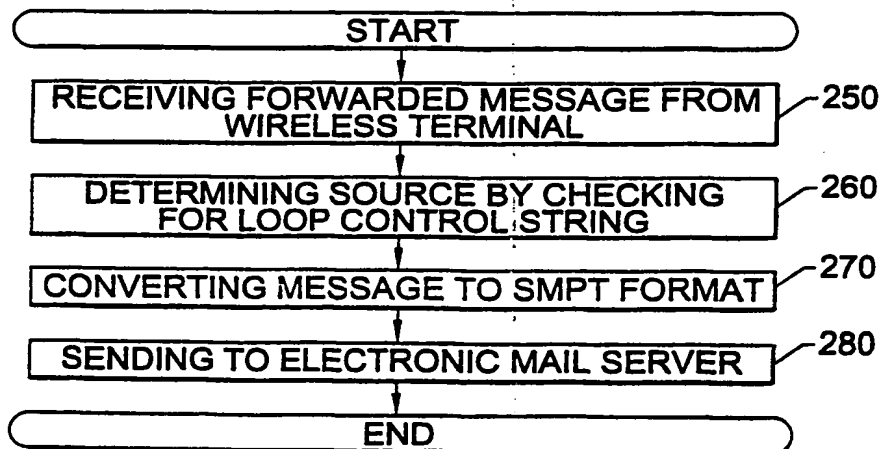 START
RECEIVING FORWARDED MESSAGE FROM
WIRELESS TERMINAL
250
DETERMINING SOURCE BY CHECKING
FOR LOOP CONTROL STRING
260
CONVERTING MESSAGE TO SMPT FORMAT
270
SENDING TO ELECTRONIC MAIL SERVER
280
END